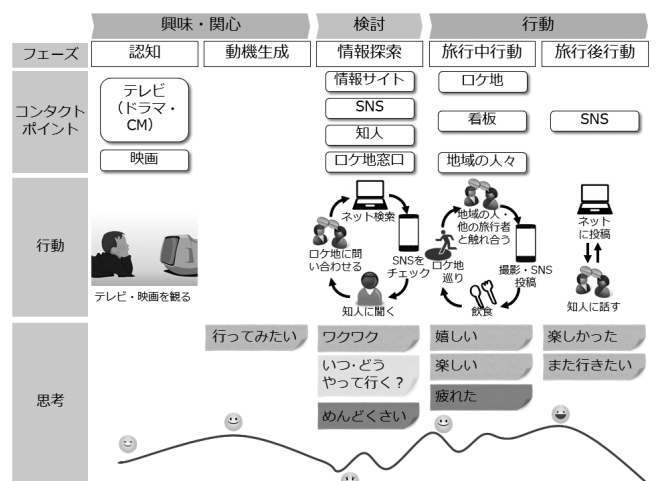 興味・関心
検討
行動
フェーズ
認知
動機生成
情報探索
旅行中行動
旅行後行動
コンタクト
ポイント
テレビ
（ドラマ・
CM）
映画
情報サイト
SNS
知人
ロケ地窓口
ロケ地
看板
地域の人々
SNS
行動
テレビ・映画を観る
ネット検索
SNSを
チェック
知人に聞く
ロケ地に問
い合わせる
地域の人・
他の旅行者
と触れ合う
撮影・SNS
投稿
飲食
ロケ地
巡り
ネット
に投稿
知人に話す
思考
行ってみたい
ワクワク
いつ・どう
やって行く？
めんどくさい
嬉しい
楽しい
疲れた
楽しかった
また行きたい